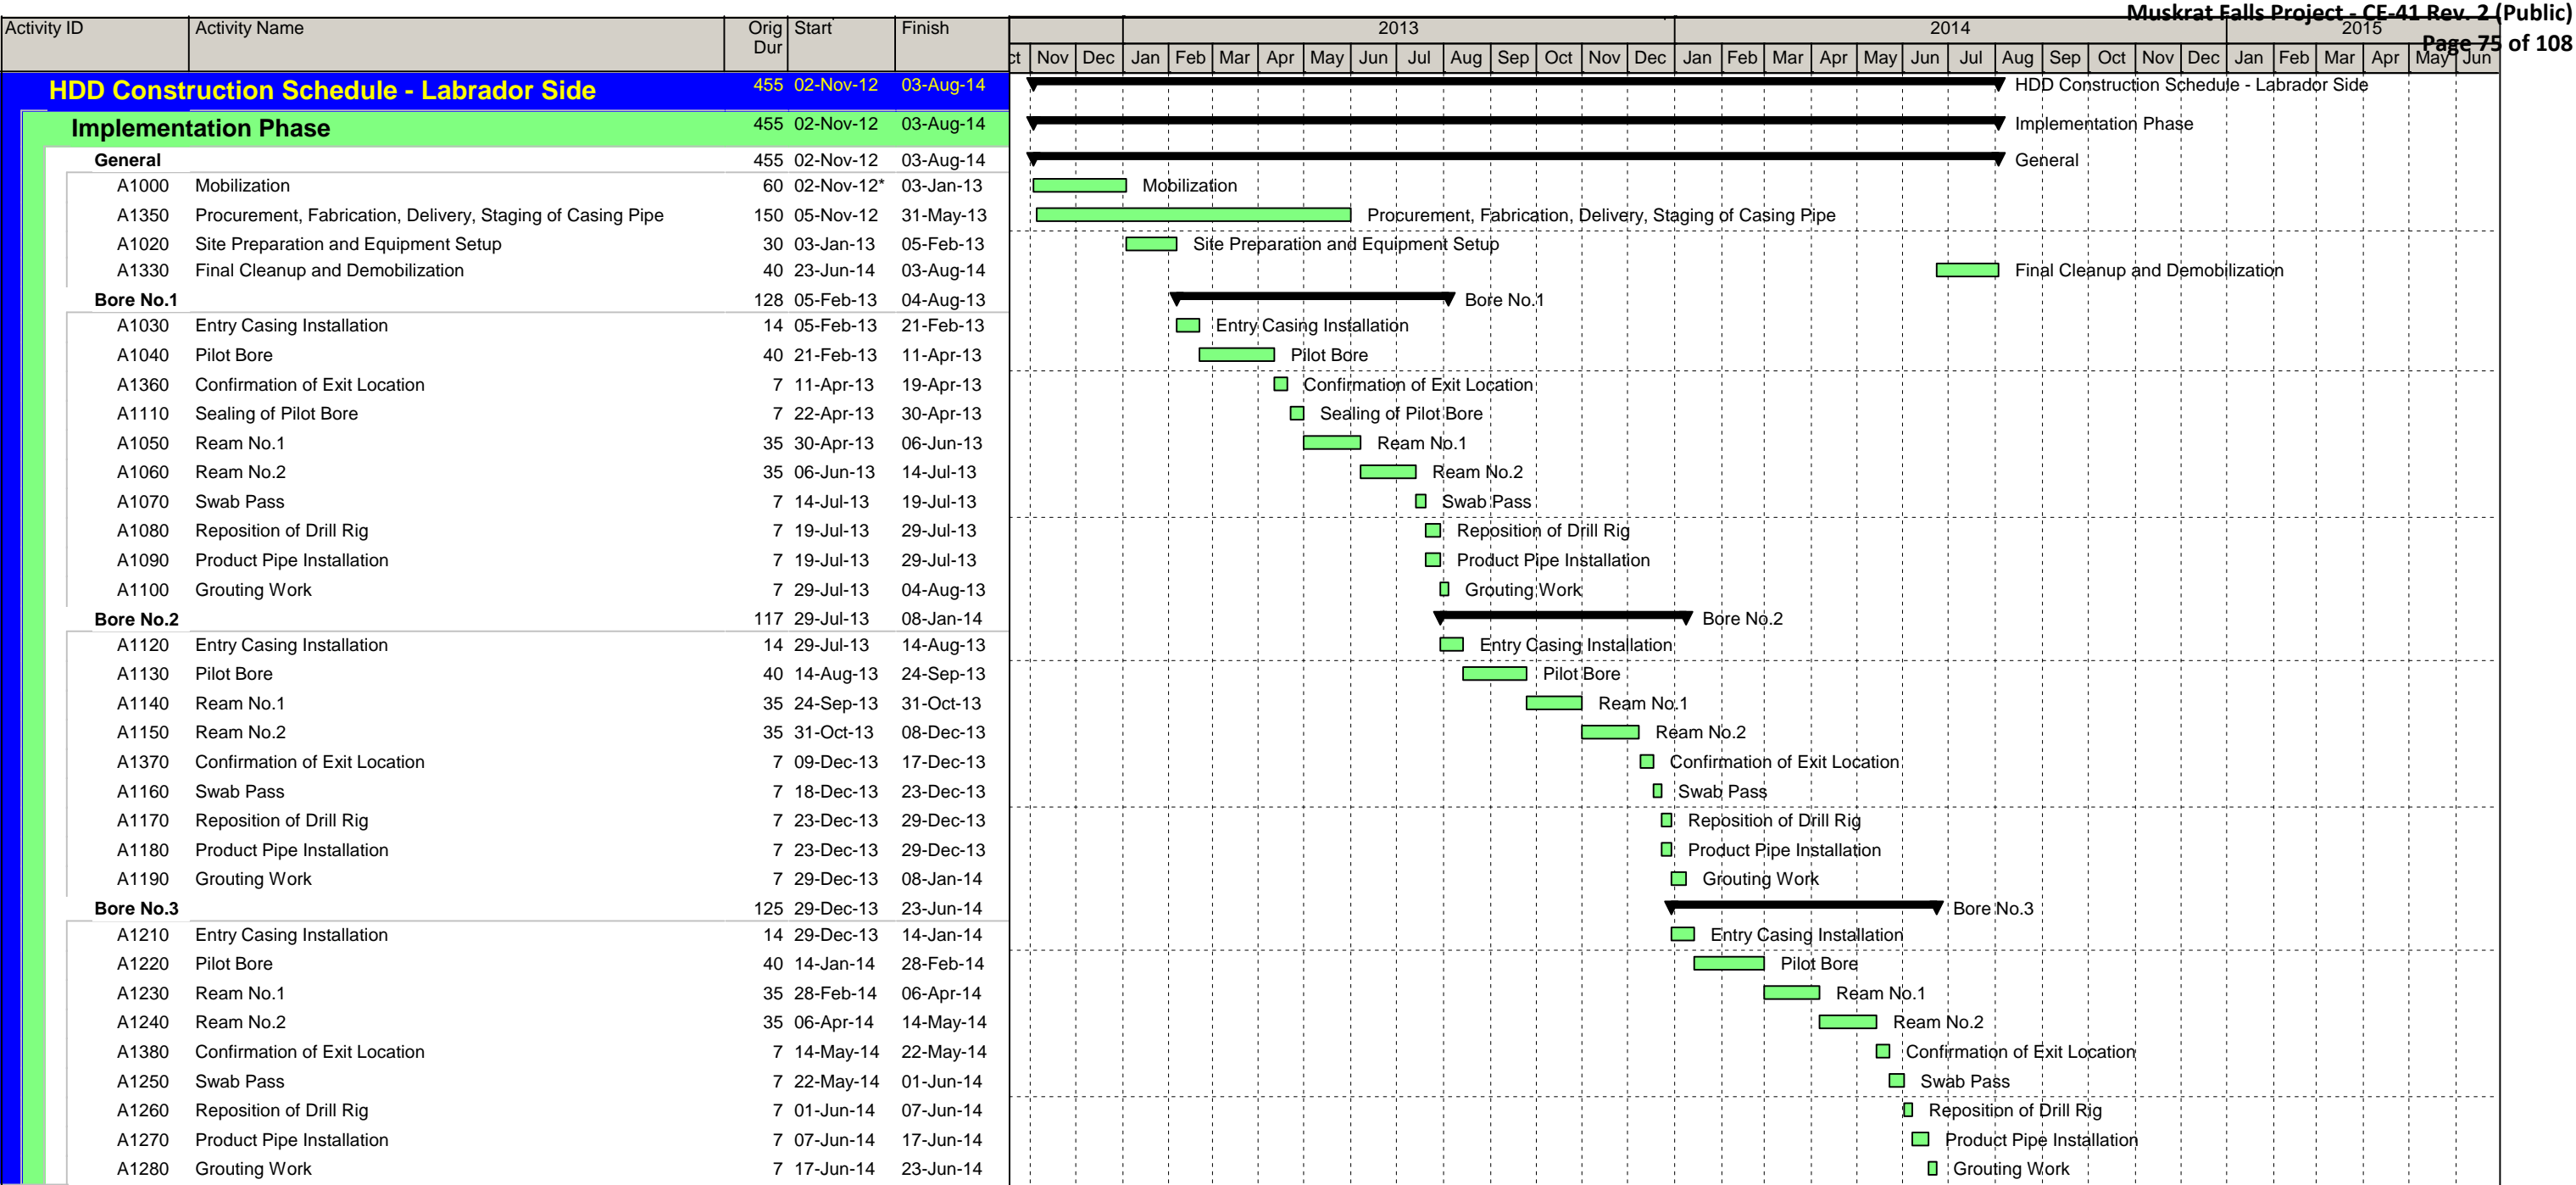 Muskrat Falls Project - CE-41 Rev. 2 (Public)
Page 75 of 108
Activity ID Activity Name Orig Dur Start Finish 2013 2014 2015
ct Nov Dec Jan Feb Mar Apr May Jun Jul Aug Sep Oct Nov Dec Jan Feb Mar Apr May Jun Jul Aug Sep Oct Nov Dec Jan Feb Mar Apr May Jun
HDD Construction Schedule - Labrador Side 455 02-Nov-12 03-Aug-14 HDD Construction Schedule - Labrador Side
Implementation Phase 455 02-Nov-12 03-Aug-14 Implementation Phase
General 455 02-Nov-12 03-Aug-14 General
A1000 Mobilization 60 02-Nov-12* 03-Jan-13 Mobilization
A1350 Procurement, Fabrication, Delivery, Staging of Casing Pipe 150 05-Nov-12 31-May-13 Procurement, Fabrication, Delivery, Staging of Casing Pipe
A1020 Site Preparation and Equipment Setup 30 03-Jan-13 05-Feb-13 Site Preparation and Equipment Setup
A1330 Final Cleanup and Demobilization 40 23-Jun-14 03-Aug-14 Final Cleanup and Demobilization
Bore No.1 128 05-Feb-13 04-Aug-13 Bore No.1
A1030 Entry Casing Installation 14 05-Feb-13 21-Feb-13 Entry Casing Installation
A1040 Pilot Bore 40 21-Feb-13 11-Apr-13 Pilot Bore
A1360 Confirmation of Exit Location 7 11-Apr-13 19-Apr-13 Confirmation of Exit Location
A1110 Sealing of Pilot Bore 7 22-Apr-13 30-Apr-13 Sealing of Pilot Bore
A1050 Ream No.1 35 30-Apr-13 06-Jun-13 Ream No.1
A1060 Ream No.2 35 06-Jun-13 14-Jul-13 Ream No.2
A1070 Swab Pass 7 14-Jul-13 19-Jul-13 Swab Pass
A1080 Reposition of Drill Rig 7 19-Jul-13 29-Jul-13 Reposition of Drill Rig
A1090 Product Pipe Installation 7 19-Jul-13 29-Jul-13 Product Pipe Installation
A1100 Grouting Work 7 29-Jul-13 04-Aug-13 Grouting Work
Bore No.2 117 29-Jul-13 08-Jan-14 Bore No.2
A1120 Entry Casing Installation 14 29-Jul-13 14-Aug-13 Entry Casing Installation
A1130 Pilot Bore 40 14-Aug-13 24-Sep-13 Pilot Bore
A1140 Ream No.1 35 24-Sep-13 31-Oct-13 Ream No.1
A1150 Ream No.2 35 31-Oct-13 08-Dec-13 Ream No.2
A1370 Confirmation of Exit Location 7 09-Dec-13 17-Dec-13 Confirmation of Exit Location
A1160 Swab Pass 7 18-Dec-13 23-Dec-13 Swab Pass
A1170 Reposition of Drill Rig 7 23-Dec-13 29-Dec-13 Reposition of Drill Rig
A1180 Product Pipe Installation 7 23-Dec-13 29-Dec-13 Product Pipe Installation
A1190 Grouting Work 7 29-Dec-13 08-Jan-14 Grouting Work
Bore No.3 125 29-Dec-13 23-Jun-14 Bore No.3
A1210 Entry Casing Installation 14 29-Dec-13 14-Jan-14 Entry Casing Installation
A1220 Pilot Bore 40 14-Jan-14 28-Feb-14 Pilot Bore
A1230 Ream No.1 35 28-Feb-14 06-Apr-14 Ream No.1
A1240 Ream No.2 35 06-Apr-14 14-May-14 Ream No.2
A1380 Confirmation of Exit Location 7 14-May-14 22-May-14 Confirmation of Exit Location
A1250 Swab Pass 7 22-May-14 01-Jun-14 Swab Pass
A1260 Reposition of Drill Rig 7 01-Jun-14 07-Jun-14 Reposition of Drill Rig
A1270 Product Pipe Installation 7 07-Jun-14 17-Jun-14 Product Pipe Installation
A1280 Grouting Work 7 17-Jun-14 23-Jun-14 Grouting Work